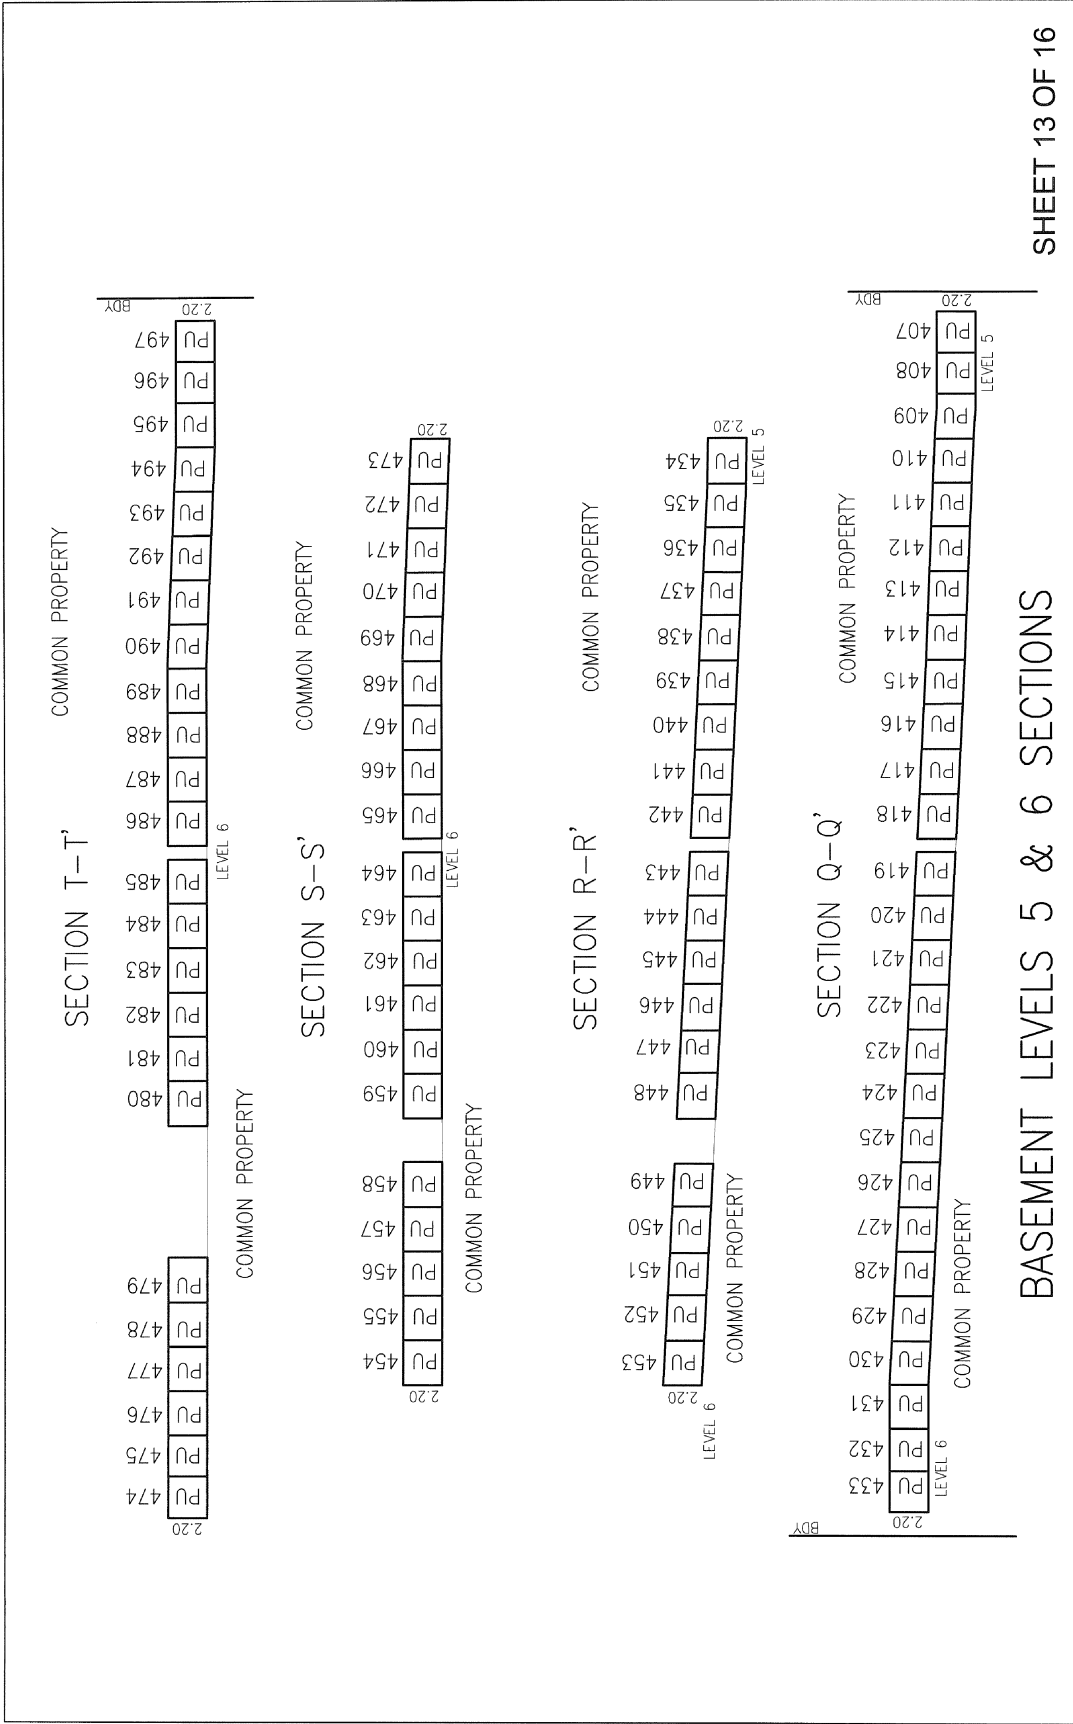 COMMON PROPERTY
SECTION T-T'
BDY
474 475 476 477 478 479 480 481 482 483 484 485 486 487 488 489 490 491 492 493 494 495 496 497
2.20 PU PU PU PU PU PU PU PU PU PU PU PU PU PU PU PU PU PU PU PU PU PU PU PU 2.20
LEVEL 6
COMMON PROPERTY
COMMON PROPERTY
SECTION S-S'
454 455 456 457 458 459 460 461 462 463 464 465 466 467 468 469 470 471 472 473
2.20 PU PU PU PU PU PU PU PU PU PU PU PU PU PU PU PU PU PU PU PU 2.20
LEVEL 6
COMMON PROPERTY
COMMON PROPERTY
SECTION R-R'
453 452 451 450 449 448 447 446 445 444 443 442 441 440 439 438 437 436 435 434
2.20 PU PU PU PU PU PU PU PU PU PU PU PU PU PU PU PU PU PU PU PU 2.20
LEVEL 6
LEVEL 5
COMMON PROPERTY
COMMON PROPERTY
SECTION Q-Q'
BDY
BDY
433 432 431 430 429 428 427 426 425 424 423 422 421 420 419 418 417 416 415 414 413 412 411 410 409 408 407
2.20 PU PU PU PU PU PU PU PU PU PU PU PU PU PU PU PU PU PU PU PU PU PU PU PU PU PU PU 2.20
LEVEL 6
LEVEL 5
COMMON PROPERTY
BASEMENT LEVELS 5 & 6 SECTIONS
SHEET 13 OF 16